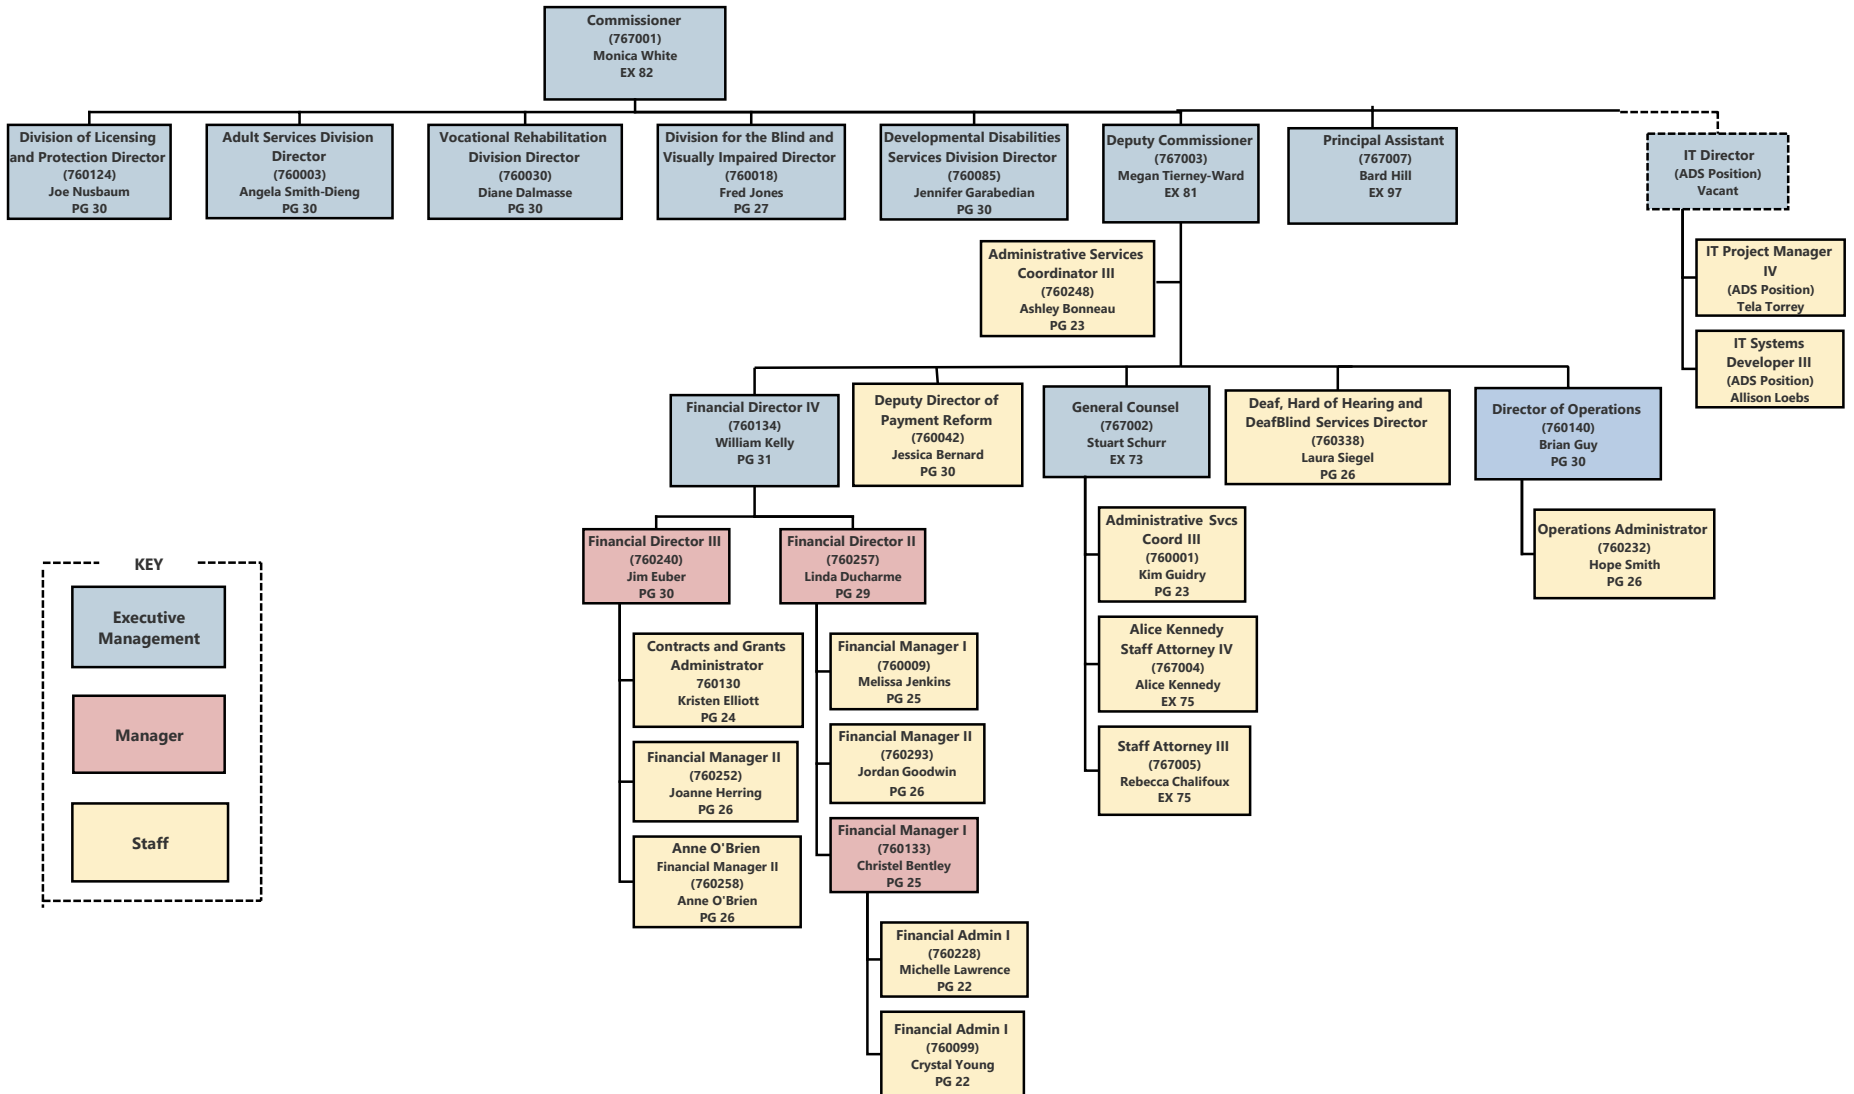 Commissioner
(767001)
Monica White
EX 82
Division of Licensing
and Protection Director
(760124)
Joe Nusbaum
PG 30
Adult Services Division
Director
(760003)
Angela Smith-Dieng
PG 30
Vocational Rehabilitation
Division Director
(760030)
Diane Dalmasse
PG 30
Division for the Blind and
Visually Impaired Director
(760018)
Fred Jones
PG 27
Developmental Disabilities
Services Division Director
(760085)
Jennifer Garabedian
PG 30
Deputy Commissioner
(767003)
Megan Tierney-Ward
EX 81
Principal Assistant
(767007)
Bard Hill
EX 97
IT Director
(ADS Position)
Vacant
IT Project Manager
IV
(ADS Position)
Tela Torrey
IT Systems
Developer III
(ADS Position)
Allison Loebs
Administrative Services
Coordinator III
(760248)
Ashley Bonneau
PG 23
Financial Director IV
(760134)
William Kelly
PG 31
Deputy Director of
Payment Reform
(760042)
Jessica Bernard
PG 30
General Counsel
(767002)
Stuart Schurr
EX 73
Deaf, Hard of Hearing and
DeafBlind Services Director
(760338)
Laura Siegel
PG 26
Director of Operations
(760140)
Brian Guy
PG 30
Financial Director III
(760240)
Jim Euber
PG 30
Financial Director II
(760257)
Linda Ducharme
PG 29
Administrative Svcs
Coord III
(760001)
Kim Guidry
PG 23
Operations Administrator
(760232)
Hope Smith
PG 26
KEY
Executive
Management
Manager
Staff
Contracts and Grants
Administrator
760130
Kristen Elliott
PG 24
Financial Manager II
(760252)
Joanne Herring
PG 26
Anne O'Brien
Financial Manager II
(760258)
Anne O'Brien
PG 26
Financial Manager I
(760009)
Melissa Jenkins
PG 25
Financial Manager II
(760293)
Jordan Goodwin
PG 26
Financial Manager I
(760133)
Christel Bentley
PG 25
Financial Admin I
(760228)
Michelle Lawrence
PG 22
Financial Admin I
(760099)
Crystal Young
PG 22
Alice Kennedy
Staff Attorney IV
(767004)
Alice Kennedy
EX 75
Staff Attorney III
(767005)
Rebecca Chalifoux
EX 75